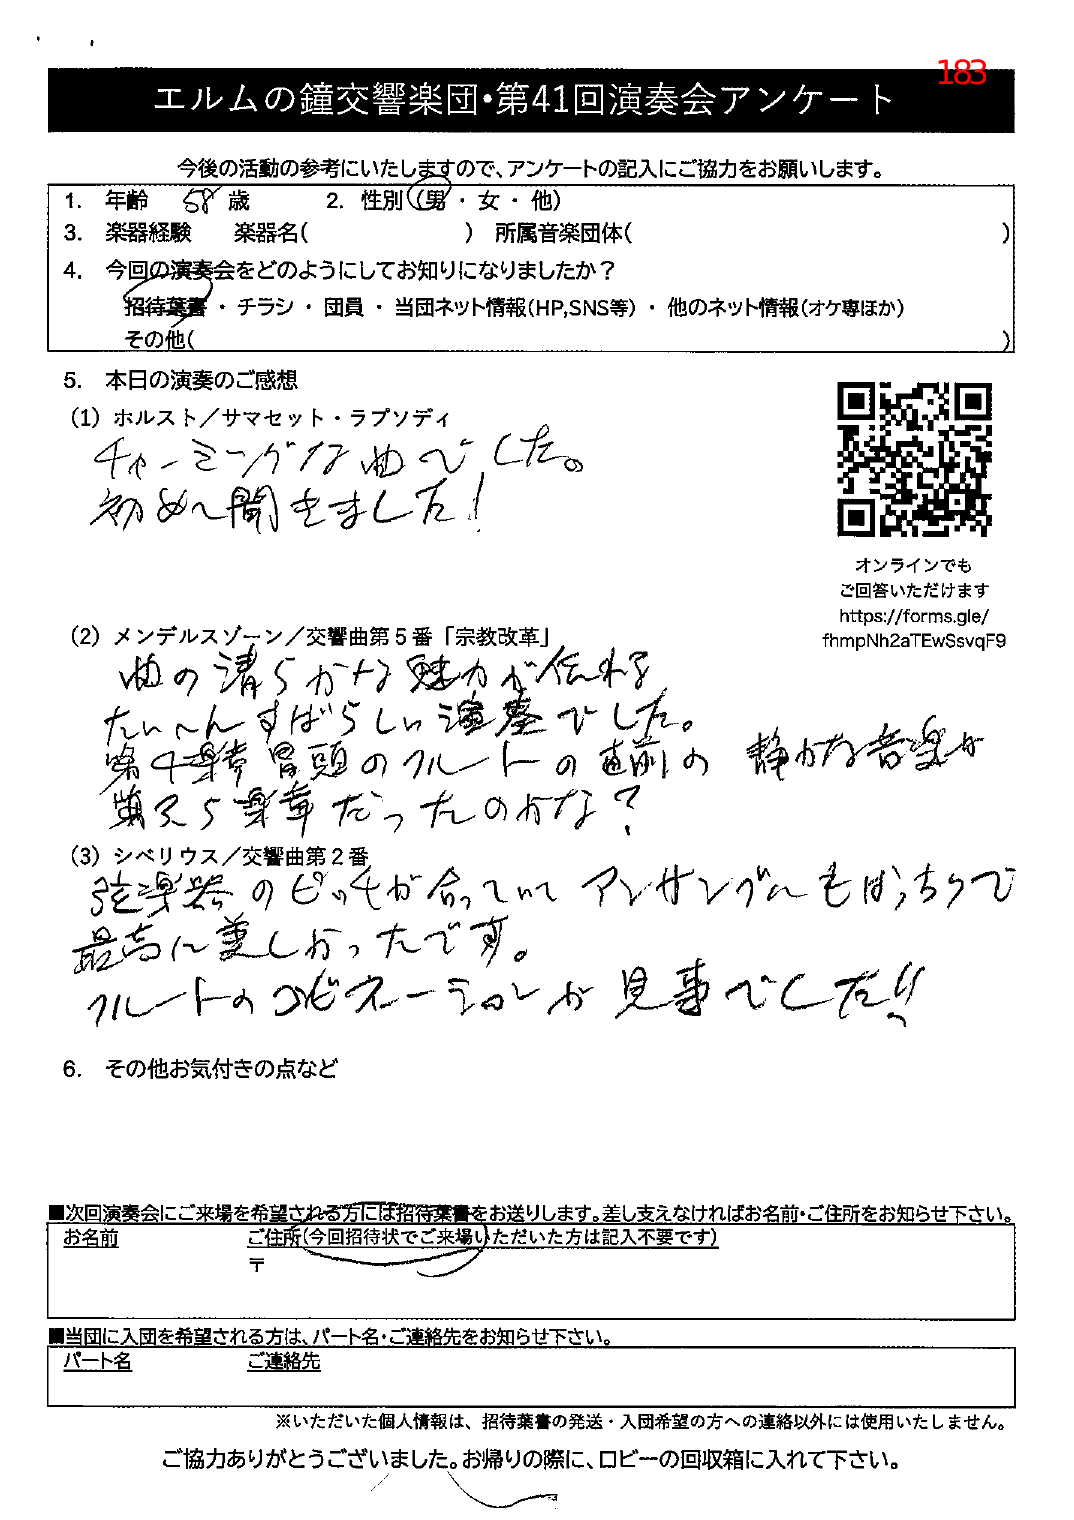 183
エルムの鐘交響楽団・第41回演奏会アンケート
今後の活動の参考にいたしますので、アンケートの記入にご協力をお願いします。
1. 年齢 58 歳 2. 性別(男・女・他)
3. 楽器経験 楽器名( ) 所属音楽団体( )
4. 今回の演奏会をどのようにしてお知りになりましたか？
招待葉書・チラシ・団員・当団ネット情報(HP,SNS等)・他のネット情報(オケ専ほか)
その他( )
5. 本日の演奏のご感想
(1) ホルスト／サマセット・ラプソディ
チャーミングな曲でした。
初めて聞きました！
オンラインでも
ご回答いただけます
https://forms.gle/
fhmpNh2aTEwSsvqF9
(2) メンデルスゾーン／交響曲第５番「宗教改革」
曲の清らかな魅力が伝わる
たいへんすばらしい演奏でした。
第4楽章冒頭のフルートの直前の 静かな音楽が
第3.5楽章だったのかな？
(3) シベリウス／交響曲第２番
弦楽器のピッチが合っていてアンサンブルもばっちりで
最高に美しかったです。
フルートのコンビネーションが見事でした!!
6. その他お気付きの点など
■次回演奏会にご来場を希望される方には招待葉書をお送りします。差し支えなければお名前・ご住所をお知らせ下さい。
お名前 ご住所(今回招待状でご来場いただいた方は記入不要です)
〒
■当団に入団を希望される方は、パート名・ご連絡先をお知らせ下さい。
パート名 ご連絡先
※いただいた個人情報は、招待葉書の発送・入団希望の方への連絡以外には使用いたしません。
ご協力ありがとうございました。お帰りの際に、ロビーの回収箱に入れて下さい。